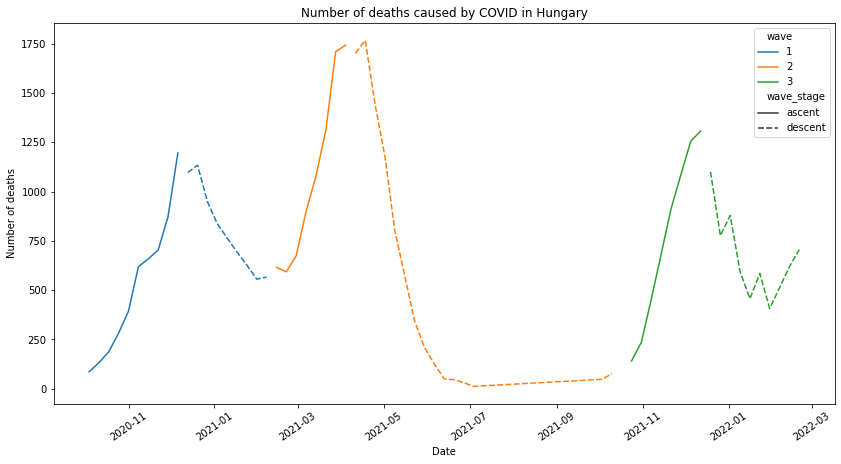 Number of deaths caused by COVID in Hungary
wave
1
2
3
wave_stage
ascent
descent
Number of deaths
1750
1500
1250
1000
750
500
250
0
2020-11
2021-01
2021-03
2021-05
2021-07
2021-09
2021-11
2022-01
2022-03
Date